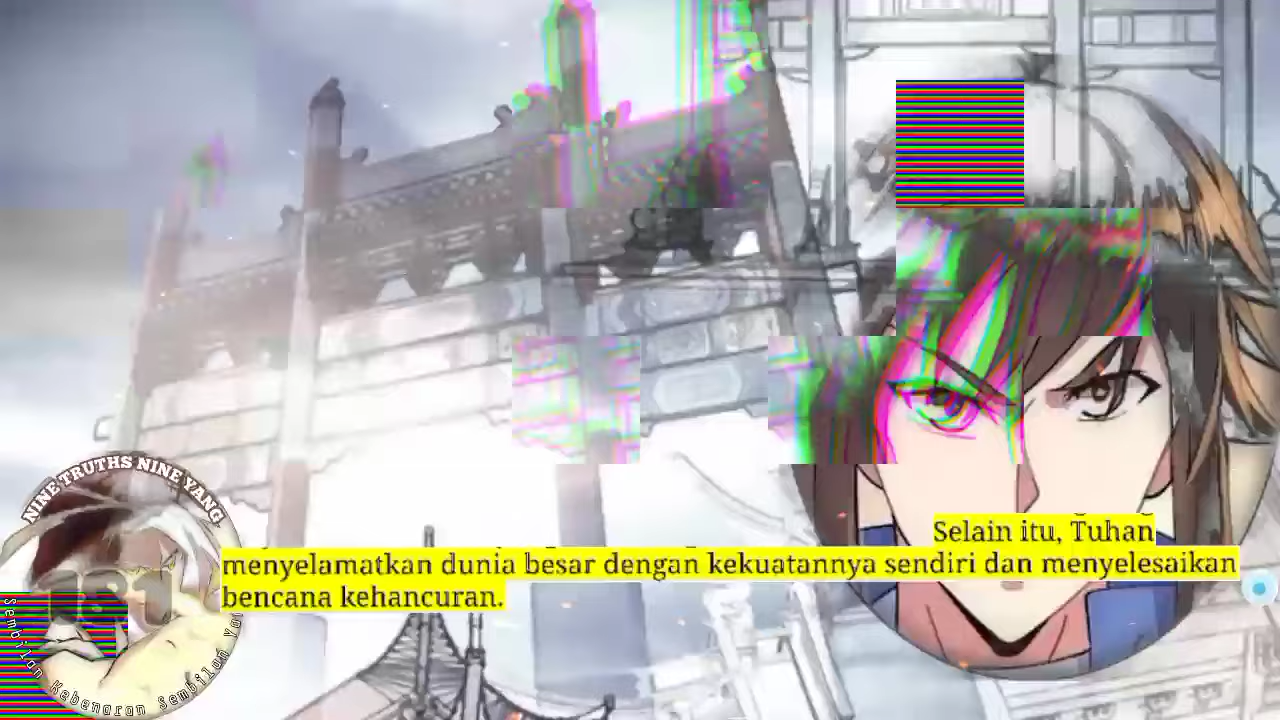 NINE TRUTHS NINE YANG
Selain itu, Tuhan
menyelamatkan dunia besar dengan kekuatannya sendiri dan menyelesaikan
bencana kehancuran.
Sembilan Kebenaran Sembilan